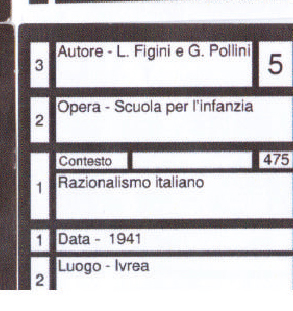 3 Autore - L. Figini e G. Pollini 5
2 Opera - Scuola per l'infanzia
Contesto 475
1 Razionalismo italiano
1 Data - 1941
2 Luogo - Ivrea